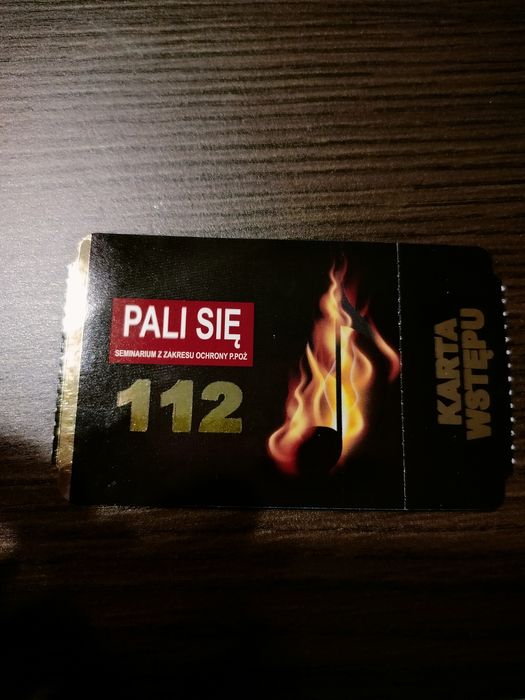 PALI SIĘ
SEMINARIUM Z ZAKRESU OCHRONY P.POŻ
112
KARTA
WSTĘPU